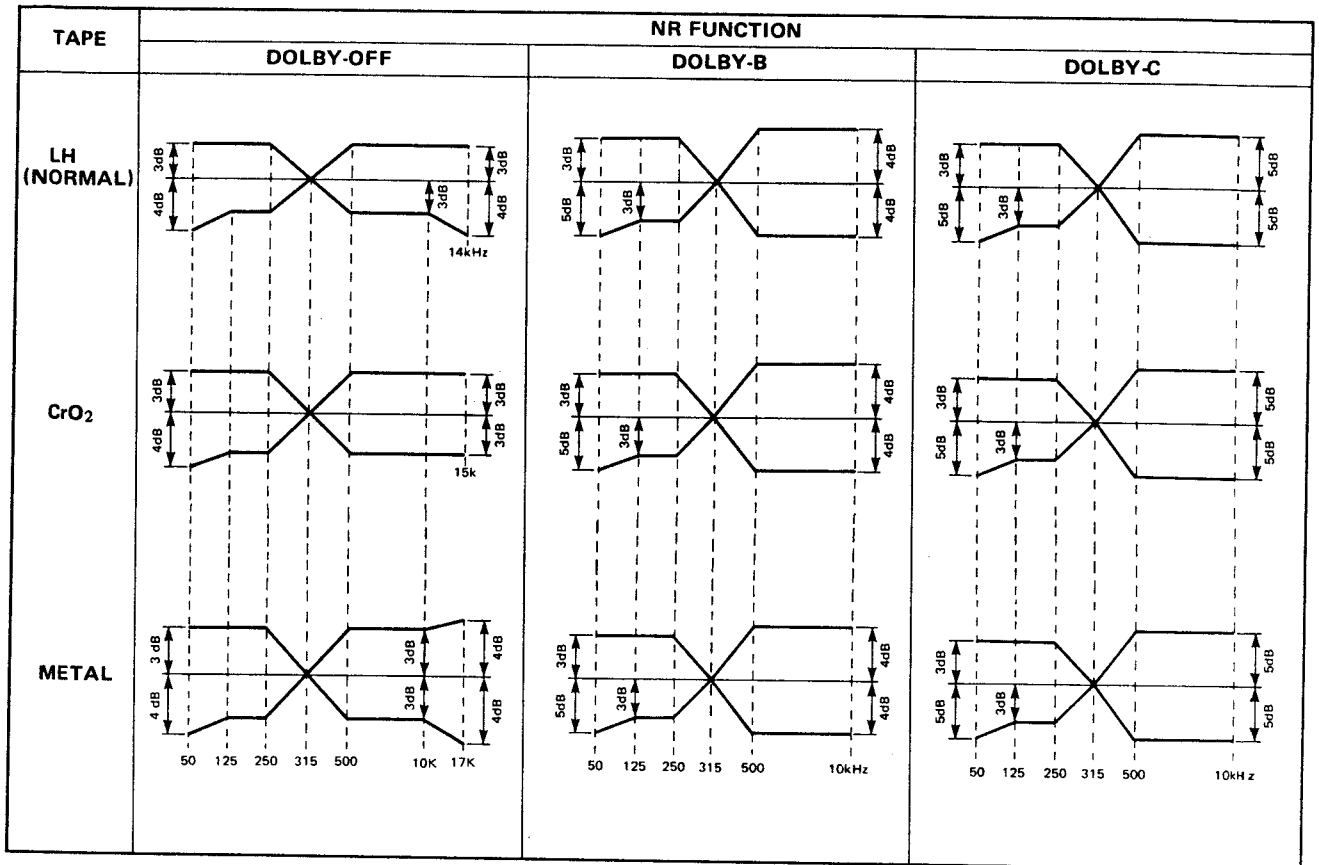 TAPE
NR FUNCTION
DOLBY-OFF
DOLBY-B
DOLBY-C
LH
(NORMAL)
3dB
4dB
3dB
3dB
4dB
14kHz
3dB
5dB
3dB
4dB
4dB
3dB
5dB
3dB
5dB
5dB
CrO₂
3dB
4dB
3dB
3dB
15k
3dB
5dB
3dB
4dB
4dB
3dB
5dB
3dB
5dB
5dB
METAL
3 dB
4 dB
3dB
3dB
4dB
4dB
50 125 250 315 500 10K 17K
3dB
5dB
3dB
4dB
4dB
50 125 250 315 500 10kHz
3dB
5dB
3dB
5dB
5dB
50 125 250 315 500 10kHz